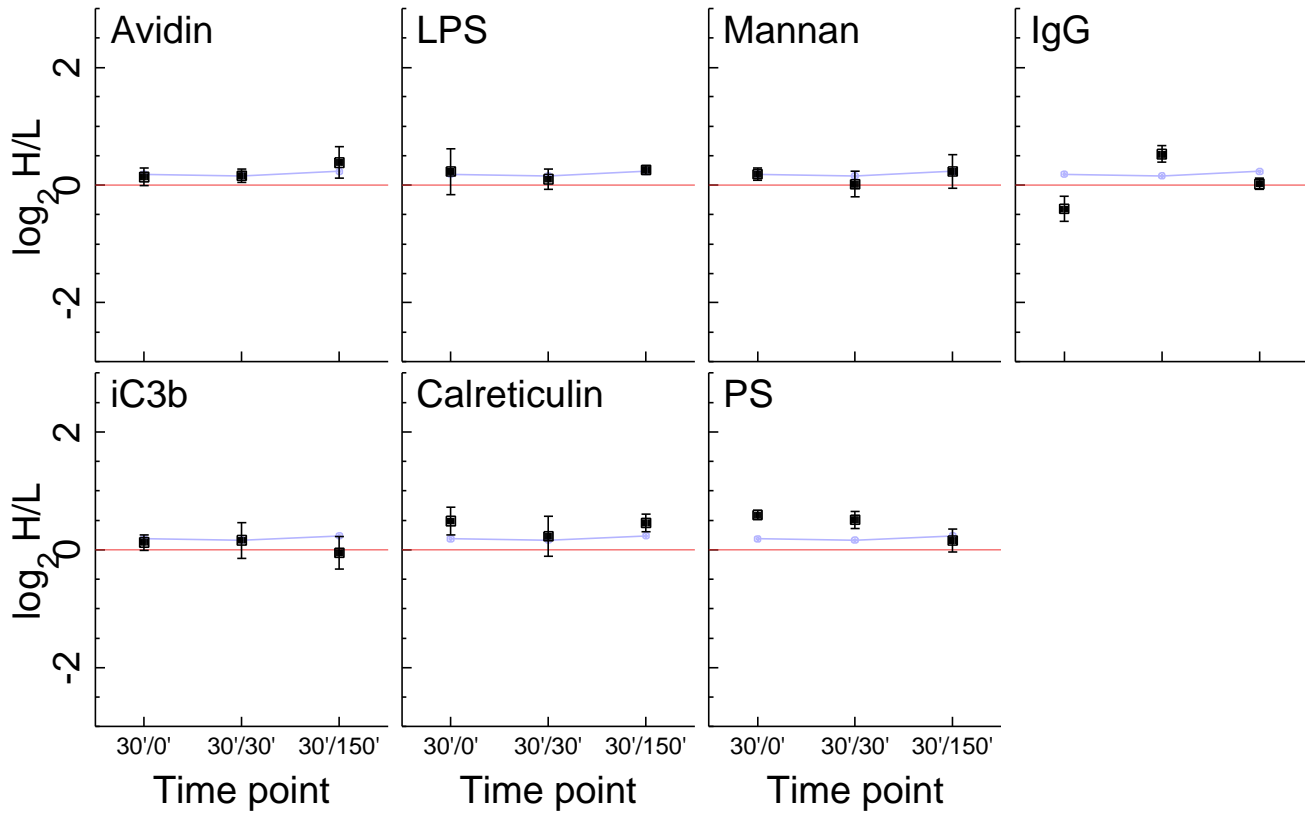 Avidin LPS Mannan IgG
log2 H/L
2
0
-2
iC3b Calreticulin PS
log2 H/L
2
0
-2
30'/0' 30'/30' 30'/150' 30'/0' 30'/30' 30'/150' 30'/0' 30'/30' 30'/150'
Time point Time point Time point